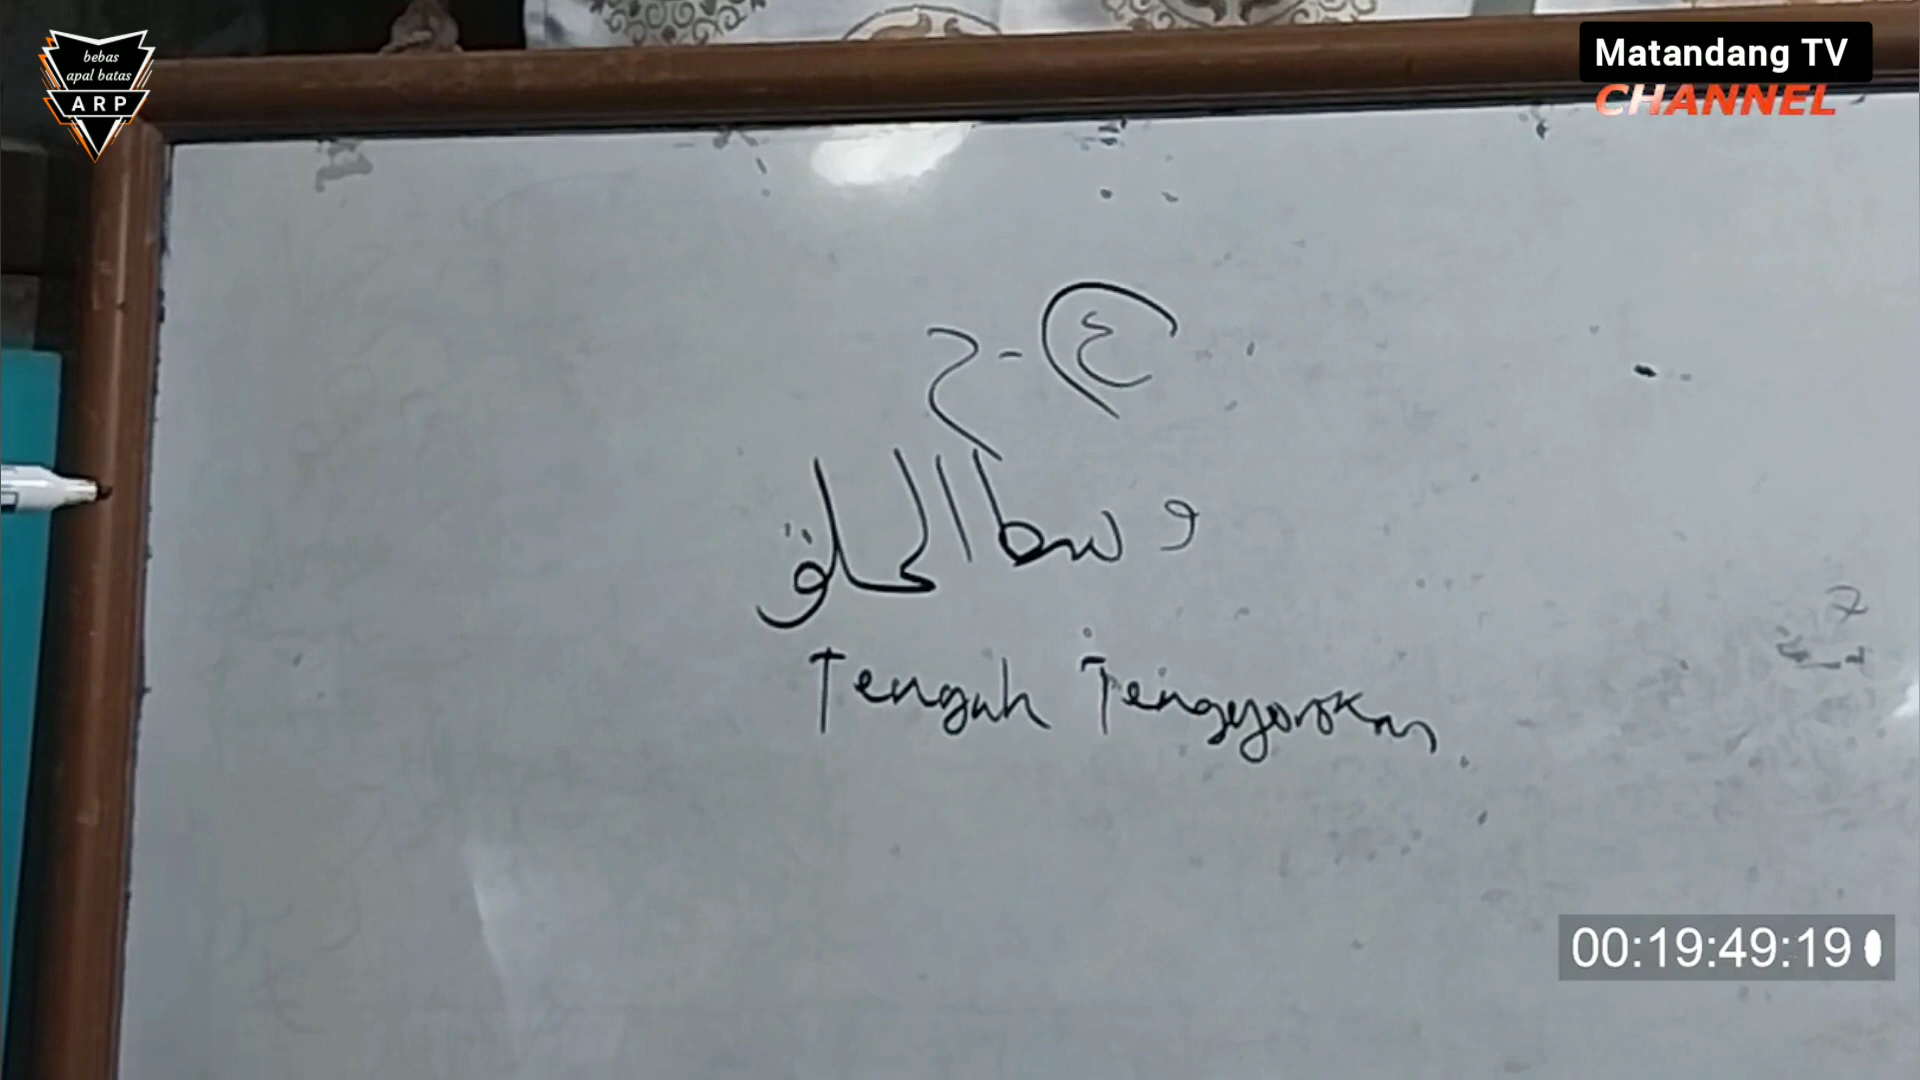 bebas
apal batas
ARP
Matandang TV
CHANNEL
ع - ح
وسط الحلق
Tengah Tenggorokan
00:19:49:19